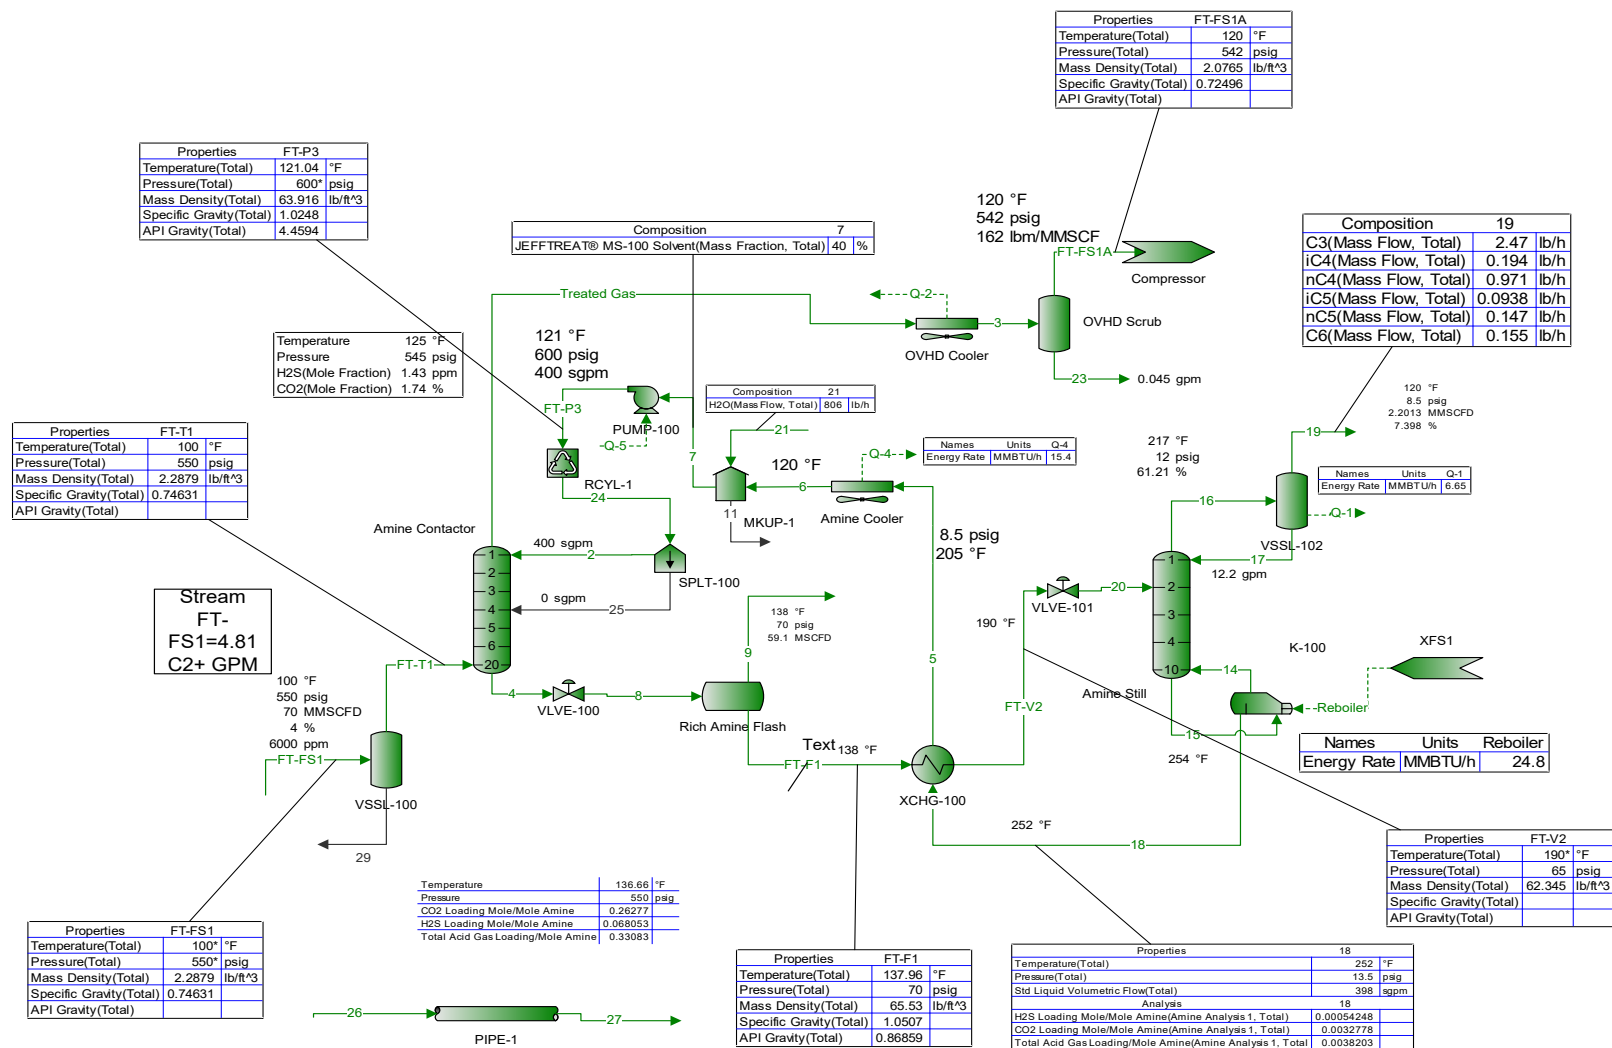 Properties FT-FS1A
Temperature(Total) 120 °F
Pressure(Total) 542 psig
Mass Density(Total) 2.0765 lb/ft^3
Specific Gravity(Total) 0.72496
API Gravity(Total)
Properties FT-P3
Temperature(Total) 121.04 °F
Pressure(Total) 600* psig
Mass Density(Total) 63.916 lb/ft^3
Specific Gravity(Total) 1.0248
API Gravity(Total) 4.4594
Composition 7
JEFFTREAT® MS-100 Solvent(Mass Fraction, Total) 40 %
120 °F
542 psig
162 lbm/MMSCF
FT-FS1A
Compressor
Composition 19
C3(Mass Flow, Total) 2.47 lb/h
iC4(Mass Flow, Total) 0.194 lb/h
nC4(Mass Flow, Total) 0.971 lb/h
iC5(Mass Flow, Total) 0.0938 lb/h
nC5(Mass Flow, Total) 0.147 lb/h
C6(Mass Flow, Total) 0.155 lb/h
Treated Gas
Q-2
3
OVHD Cooler
OVHD Scrub
23
0.045 gpm
Temperature 125 °F
Pressure 545 psig
H2S(Mole Fraction) 1.43 ppm
CO2(Mole Fraction) 1.74 %
121 °F
600 psig
400 sgpm
FT-P3
PUMP-100
Q-5
RCYL-1
24
Composition 21
H2O(Mass Flow, Total) 806 lb/h
21
7
120 °F
6
11
MKUP-1
Amine Cooler
Q-4
Names Units Q-4
Energy Rate MMBTU/h 15.4
120 °F
8.5 psig
2.2013 MMSCFD
7.398 %
19
217 °F
12 psig
61.21 %
16
Names Units Q-1
Energy Rate MMBTU/h 6.65
Q-1
VSSL-102
17
12.2 gpm
Properties FT-T1
Temperature(Total) 100 °F
Pressure(Total) 550 psig
Mass Density(Total) 2.2879 lb/ft^3
Specific Gravity(Total) 0.74631
API Gravity(Total)
Amine Contactor
1
2
3
4
5
6
20
400 sgpm
2
SPLT-100
0 sgpm
25
8.5 psig
205 °F
VLVE-101
20
190 °F
1
2
3
4
10
Amine Still
K-100
XFS1
14
Reboiler
15
254 °F
Names Units Reboiler
Energy Rate MMBTU/h 24.8
Stream
FT-
FS1=4.81
C2+ GPM
FT-T1
100 °F
550 psig
70 MMSCFD
4 %
6000 ppm
FT-FS1
VSSL-100
29
4
VLVE-100
8
Rich Amine Flash
9
138 °F
70 psig
59.1 MSCFD
Text
138 °F
FT-F1
5
XCHG-100
FT-V2
252 °F
18
Properties FT-V2
Temperature(Total) 190* °F
Pressure(Total) 65 psig
Mass Density(Total) 62.345 lb/ft^3
Specific Gravity(Total)
API Gravity(Total)
Temperature 136.66 °F
Pressure 550 psig
CO2 Loading Mole/Mole Amine 0.26277
H2S Loading Mole/Mole Amine 0.068053
Total Acid Gas Loading/Mole Amine 0.33083
Properties FT-FS1
Temperature(Total) 100* °F
Pressure(Total) 550* psig
Mass Density(Total) 2.2879 lb/ft^3
Specific Gravity(Total) 0.74631
API Gravity(Total)
26
27
PIPE-1
Properties FT-F1
Temperature(Total) 137.96 °F
Pressure(Total) 70 psig
Mass Density(Total) 65.53 lb/ft^3
Specific Gravity(Total) 1.0507
API Gravity(Total) 0.86859
Properties 18
Temperature(Total) 252 °F
Pressure(Total) 13.5 psig
Std Liquid Volumetric Flow(Total) 398 sgpm
Analysis 18
H2S Loading Mole/Mole Amine(Amine Analysis 1, Total) 0.00054248
CO2 Loading Mole/Mole Amine(Amine Analysis 1, Total) 0.0032778
Total Acid Gas Loading/Mole Amine(Amine Analysis 1, Total 0.0038203